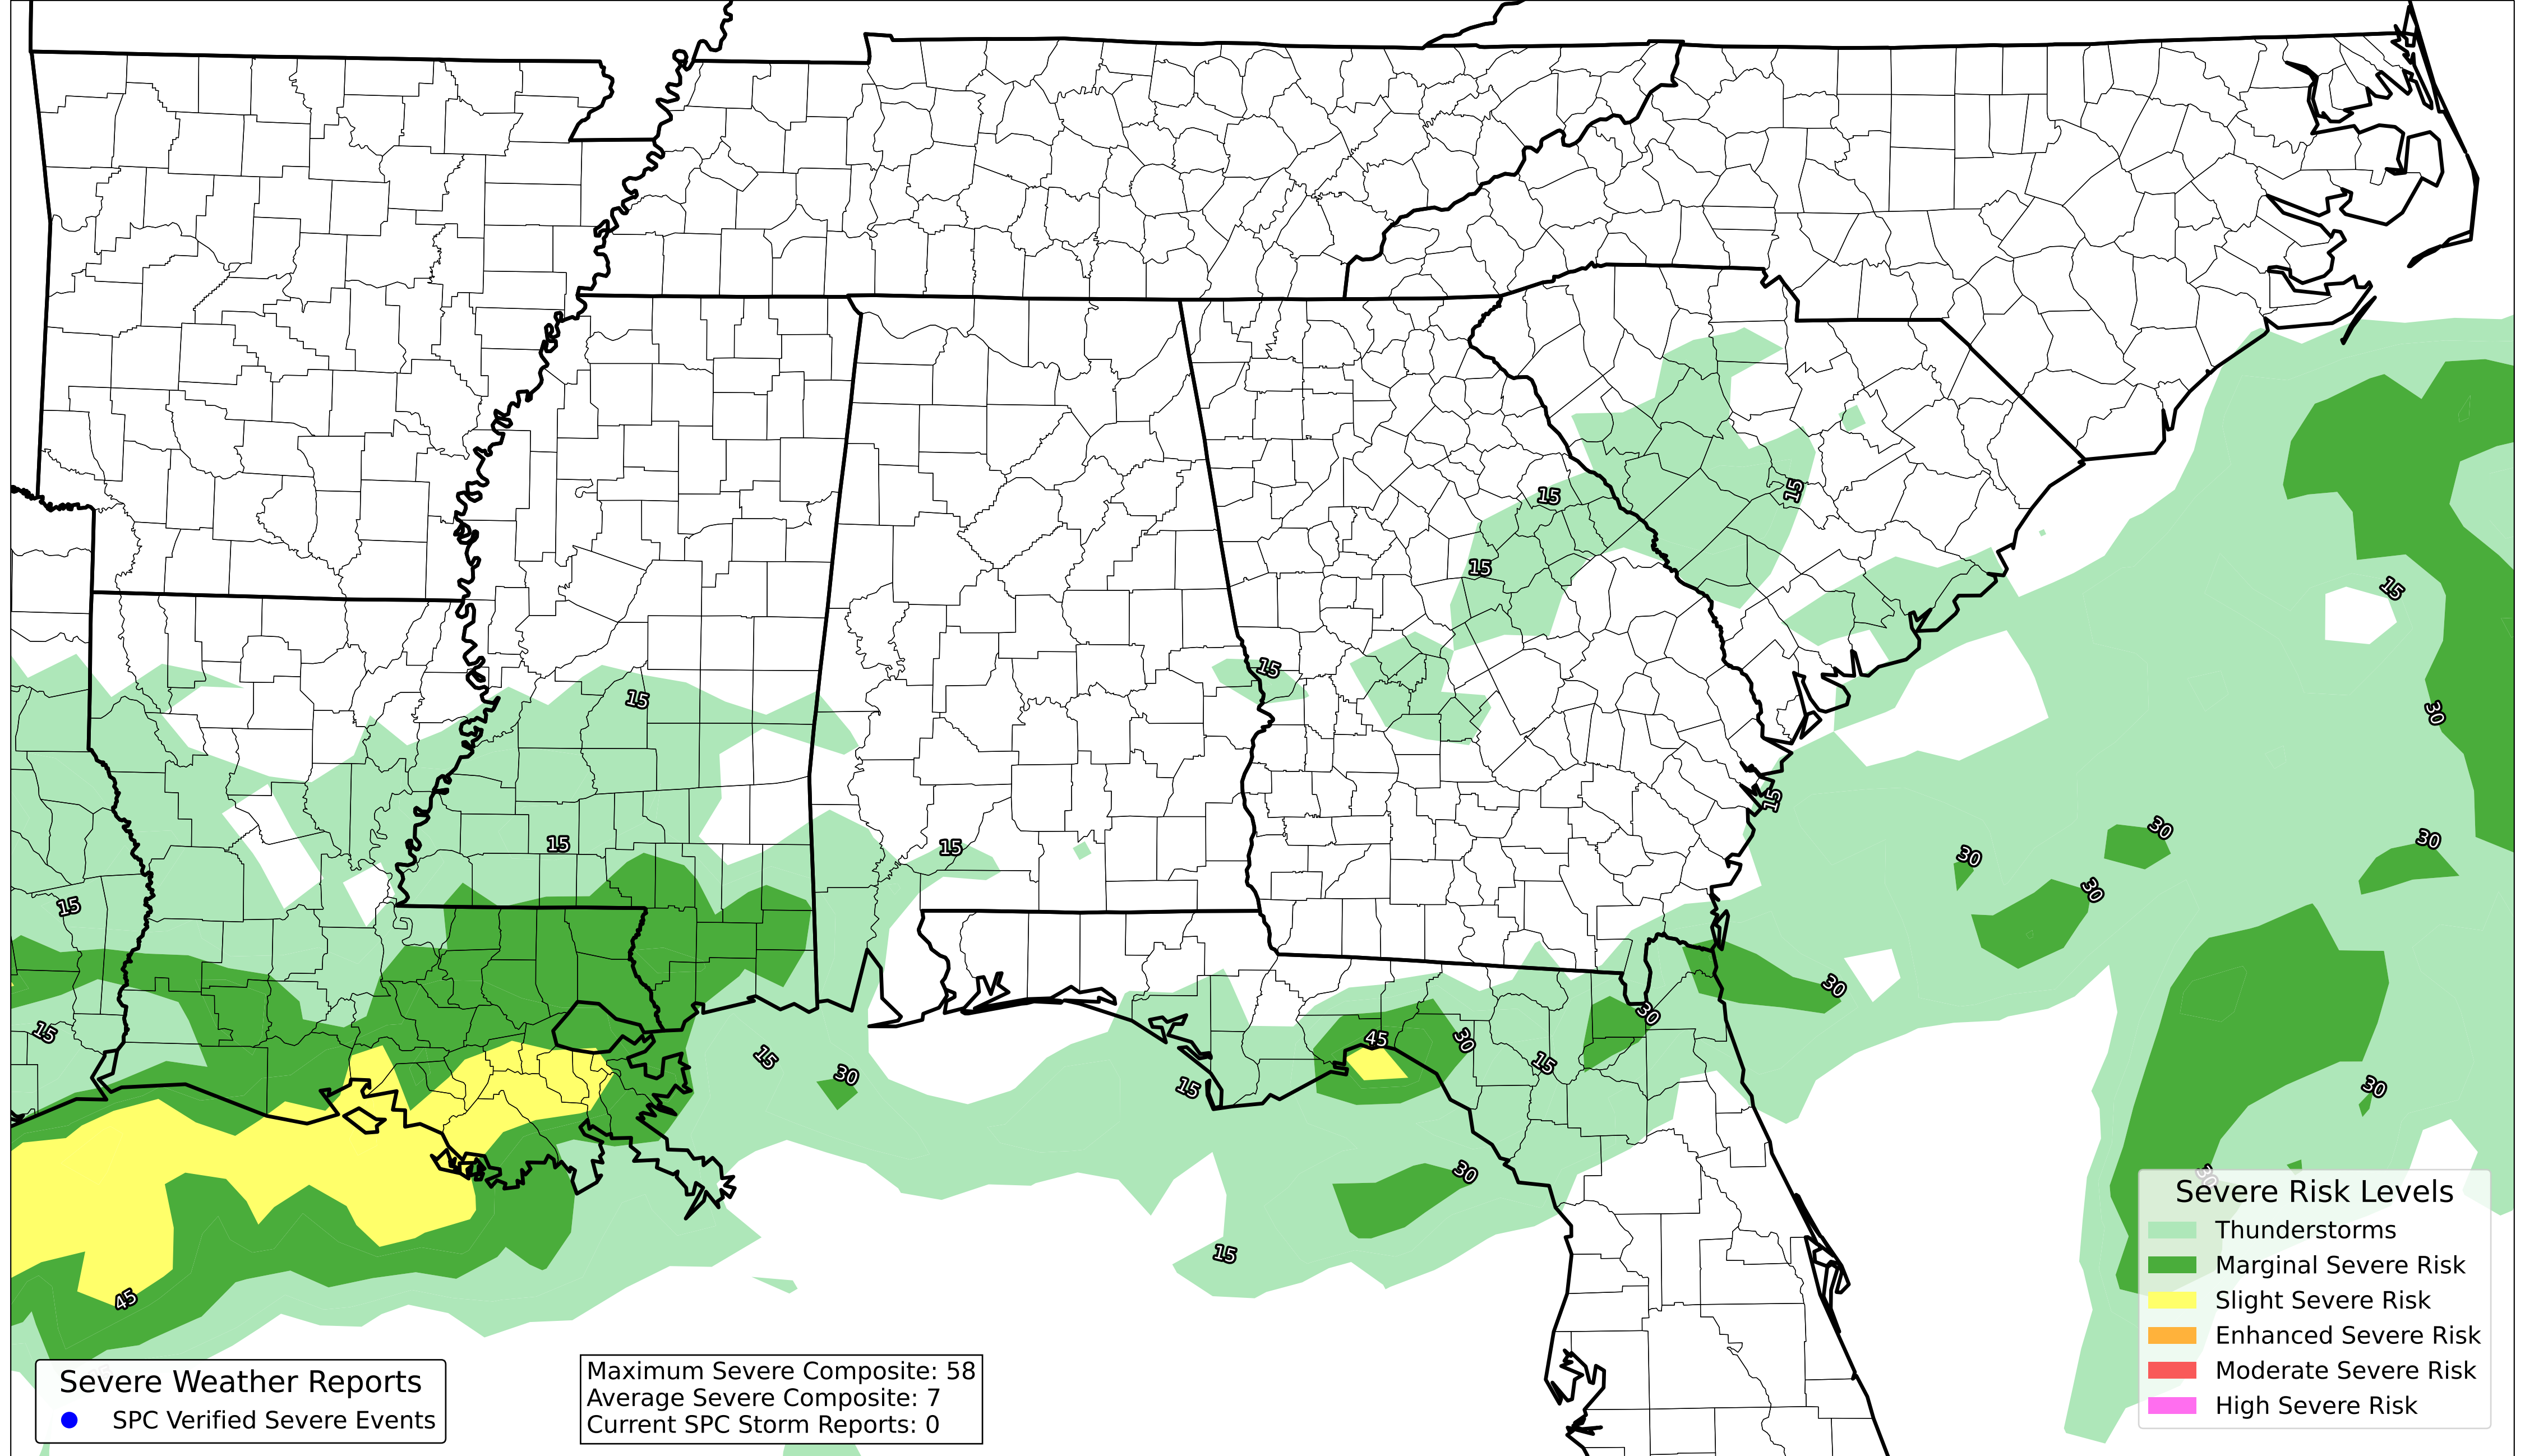 15
15
15
15
15
15
30
15
30
30
30
15
15
30
15
30
30
15
45
30
15
15
30
30
15
30
30
15
45
Severe Risk Levels
Thunderstorms
Marginal Severe Risk
Slight Severe Risk
Enhanced Severe Risk
Moderate Severe Risk
High Severe Risk
Severe Weather Reports
SPC Verified Severe Events
Maximum Severe Composite: 58
Average Severe Composite: 7
Current SPC Storm Reports: 0